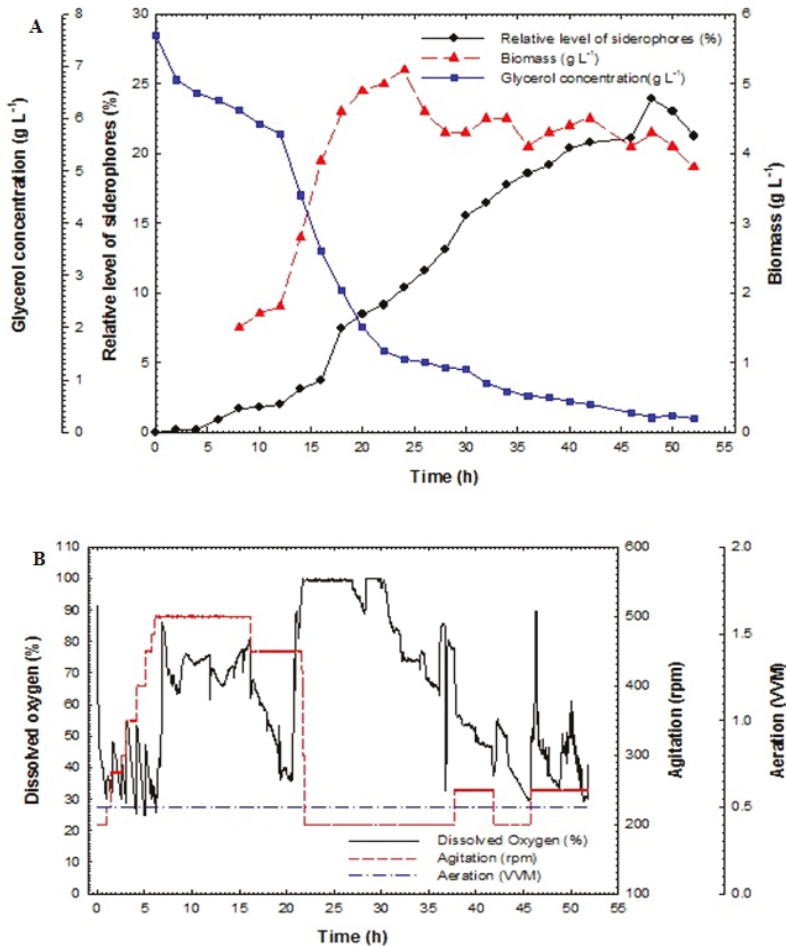 A
Relative level of siderophores (%)
Biomass (g L⁻¹)
Glycerol concentration(g L⁻¹)
Glycerol concentration (g L⁻¹)
8
7
6
5
4
3
2
1
0
Relative level of siderophores (%)
30
25
20
15
10
5
0
Biomass (g L⁻¹)
6
5
4
3
2
1
0
0 5 10 15 20 25 30 35 40 45 50 55
Time (h)
B
Dissolved oxygen (%)
110
100
90
80
70
60
50
40
30
20
10
0
Agitation (rpm)
600
500
400
300
200
100
Aeration (VVM)
2.0
1.5
1.0
0.5
0.0
Dissolved Oxygen (%)
Agitation (rpm)
Aeration (VVM)
0 5 10 15 20 25 30 35 40 45 50 55
Time (h)